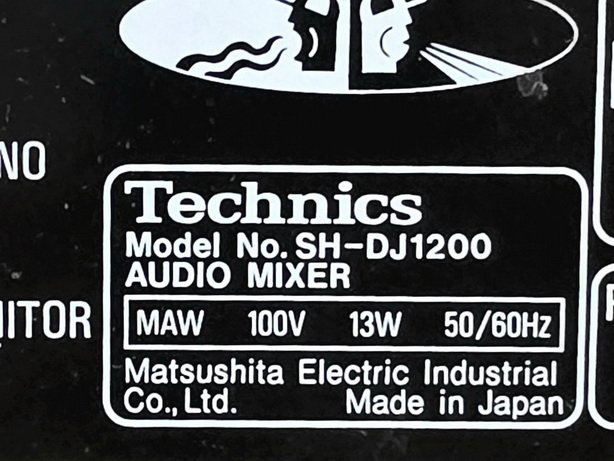 Technics
Model No. SH-DJ1200
AUDIO MIXER
MAW 100V 13W 50/60Hz
Matsushita Electric Industrial
Co., Ltd. Made in Japan